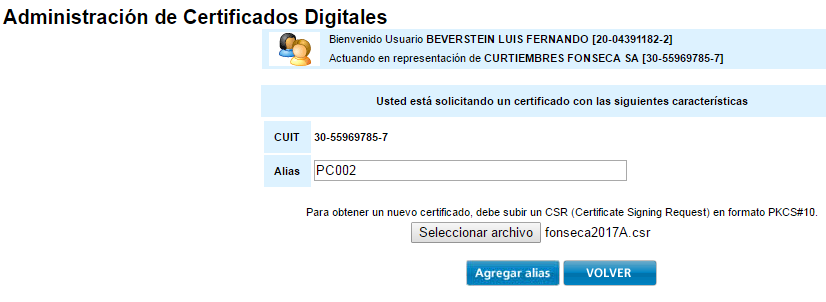 Administración de Certificados Digitales
Bienvenido Usuario BEVERSTEIN LUIS FERNANDO [20-04391182-2]
Actuando en representación de CURTIEMBRES FONSECA SA [30-55969785-7]
Usted está solicitando un certificado con las siguientes características
CUIT 30-55969785-7
Alias PC002
Para obtener un nuevo certificado, debe subir un CSR (Certificate Signing Request) en formato PKCS#10.
Seleccionar archivo fonseca2017A.csr
Agregar alias VOLVER